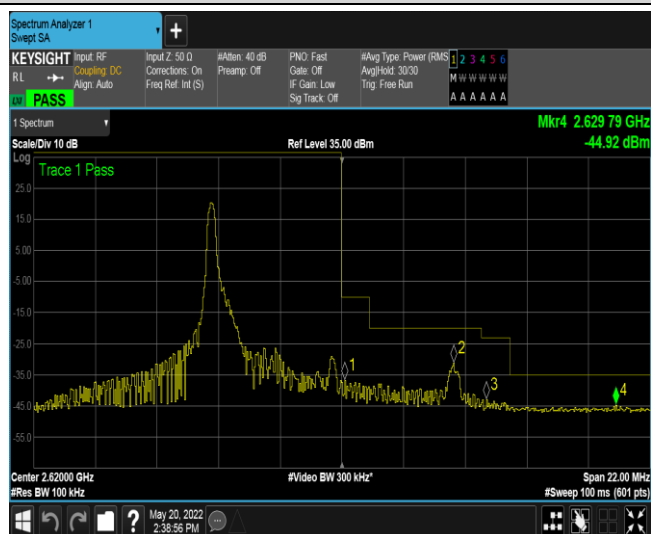 Spectrum Analyzer 1
Swept SA
+
KEYSIGHT Input: RF Input Z: 50 Ω #Atten: 40 dB PNO: Fast #Avg Type: Power (RMS 1 2 3 4 5 6
RL Coupling: DC Corrections: On Preamp: Off Gate: Off Avg|Hold: 30/30 M W W W W W
Align: Auto Freq Ref: Int (S) IF Gain: Low Trig: Free Run
Sig Track: Off A A A A A A
LXI PASS
1 Spectrum Mkr4 2.629 79 GHz
Scale/Div 10 dB Ref Level 35.00 dBm -44.92 dBm
Log
Trace 1 Pass
25.0
15.0
5.00
-5.00
-15.0
-25.0
-35.0
-45.0
-55.0
1
2
3
4
Center 2.62000 GHz #Video BW 300 kHz* Span 22.00 MHz
#Res BW 100 kHz #Sweep 100 ms (601 pts)
? May 20, 2022
2:38:56 PM